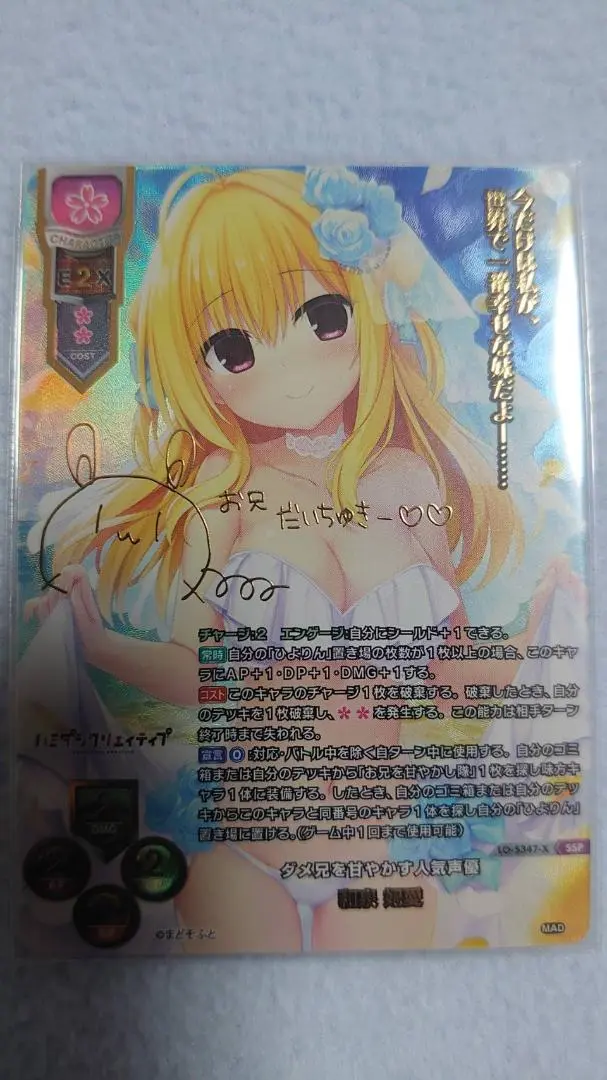 今だけは私が、
世界で一番幸せな妹だよー……
CHARACTER
EX
2
COST
お兄
だいちゅきー♡♡
チャージ:2 エンゲージ:自分にシールド+1できる。
常時 自分の「ひよりん」置き場の枚数が1枚以上の場合、このキャ
ラにAP+1・DP+1・DMG+1する。
コスト このキャラのチャージ1枚を破棄する。破棄したとき、自分
のデッキを1枚破棄し、を発生する。この能力は相手ターン
終了時まで失われる。
宣言 0:対応・バトル中を除く自ターン中に使用する。自分のゴミ
箱または自分のデッキから「お兄を甘やかし隊」1枚を探し味方キ
ャラ1体に装備する。したとき、自分のゴミ箱または自分のデッ
キからこのキャラと同番号のキャラ1体を探し自分の「ひよりん」
置き場に置ける。(ゲーム中1回まで使用可能)
ハミダシクリエイティブ
LO-5347-X SSP
ダメ兄を甘やかす人気声優
和泉 妃愛
2
2
©まどそふと
MAD